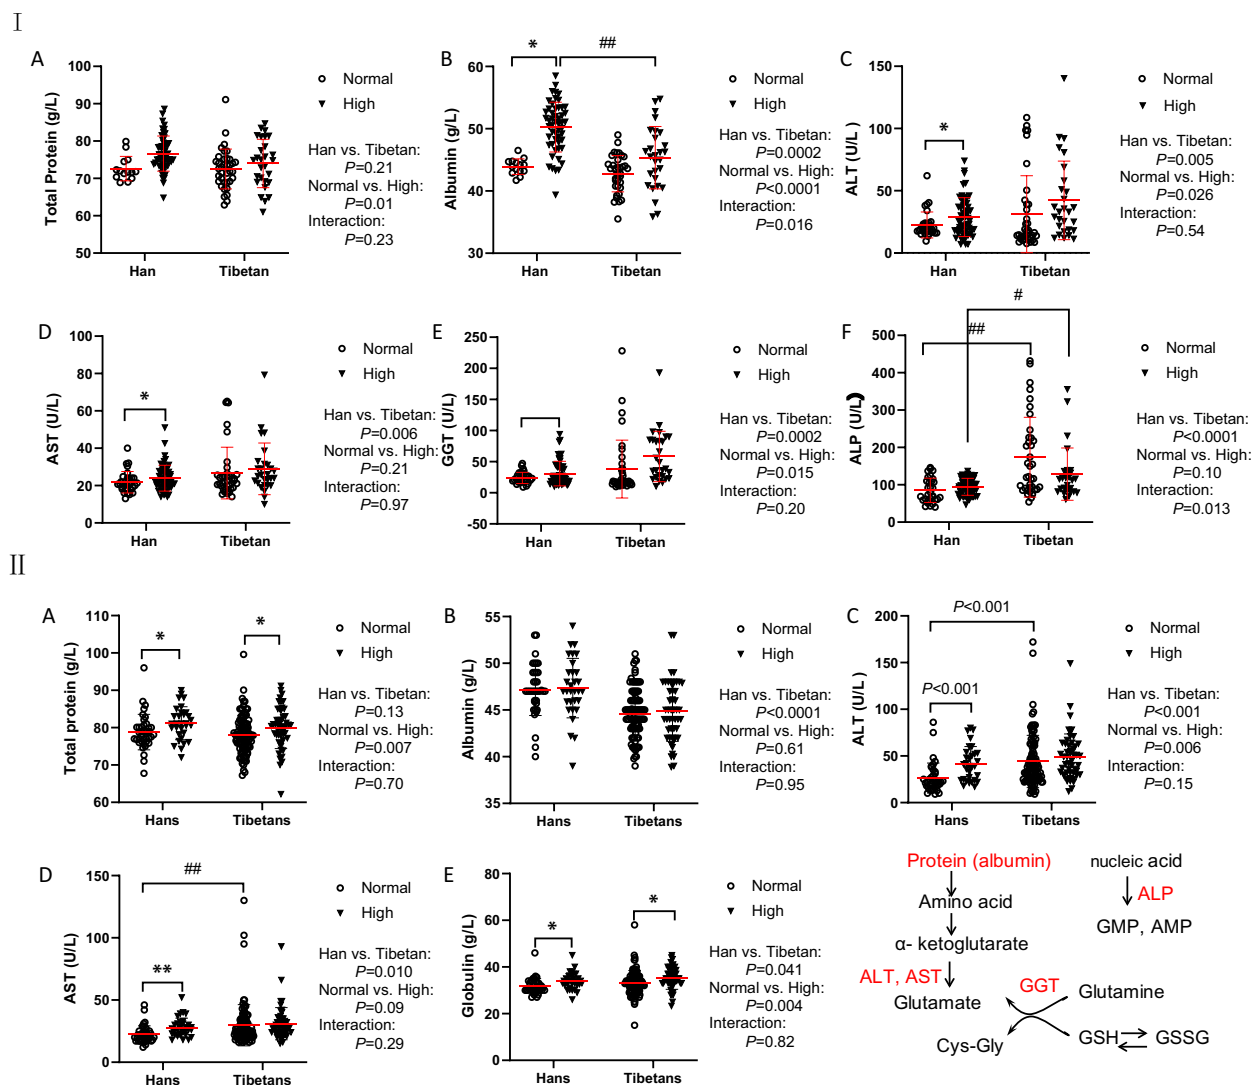 I
A
Total Protein (g/L)
100
90
80
70
60
50
Han
Tibetan
Normal
High
Han vs. Tibetan:
P=0.21
Normal vs. High:
P=0.01
Interaction:
P=0.23
B
Albumin (g/L)
60
50
40
30
*
##
Han
Tibetan
Normal
High
Han vs. Tibetan:
P=0.0002
Normal vs. High:
P<0.0001
Interaction:
P=0.016
C
ALT (U/L )
150
100
50
0
*
Han
Tibetan
Normal
High
Han vs. Tibetan:
P=0.005
Normal vs. High:
P=0.026
Interaction:
P=0.54
D
AST (U/L)
100
80
60
40
20
0
*
Han
Tibetan
Normal
High
Han vs. Tibetan:
P=0.006
Normal vs. High:
P=0.21
Interaction:
P=0.97
E
GGT (U/L)
250
200
150
100
50
0
-50
Han
Tibetan
Normal
High
Han vs. Tibetan:
P=0.0002
Normal vs. High:
P=0.015
Interaction:
P=0.20
F
ALP (U/L)
500
400
300
200
100
0
##
#
Han
Tibetan
Normal
High
Han vs. Tibetan:
P<0.0001
Normal vs. High:
P=0.10
Interaction:
P=0.013
II
A
Total protein (g/L)
110
100
90
80
70
60
*
*
Hans
Tibetans
Normal
High
Han vs. Tibetan:
P=0.13
Normal vs. High:
P=0.007
Interaction:
P=0.70
B
Albumin (g/L)
55
50
45
40
35
Hans
Tibetans
Normal
High
Han vs. Tibetan:
P<0.0001
Normal vs. High:
P=0.61
Interaction:
P=0.95
C
ALT (U/L)
200
150
100
50
0
P<0.001
P<0.001
Hans
Tibetans
Normal
High
Han vs. Tibetan:
P<0.001
Normal vs. High:
P=0.006
Interaction:
P=0.15
D
AST (U/L)
150
100
50
0
**
##
Hans
Tibetans
Normal
High
Han vs. Tibetan:
P=0.010
Normal vs. High:
P=0.09
Interaction:
P=0.29
E
Globulin (g/L)
80
60
40
20
0
*
*
Hans
Tibetans
Normal
High
Han vs. Tibetan:
P=0.041
Normal vs. High:
P=0.004
Interaction:
P=0.82
Protein (albumin)
Amino acid
α- ketoglutarate
ALT, AST
Glutamate
GGT
Glutamine
Cys-Gly
GSH
GSSG
nucleic acid
ALP
GMP, AMP